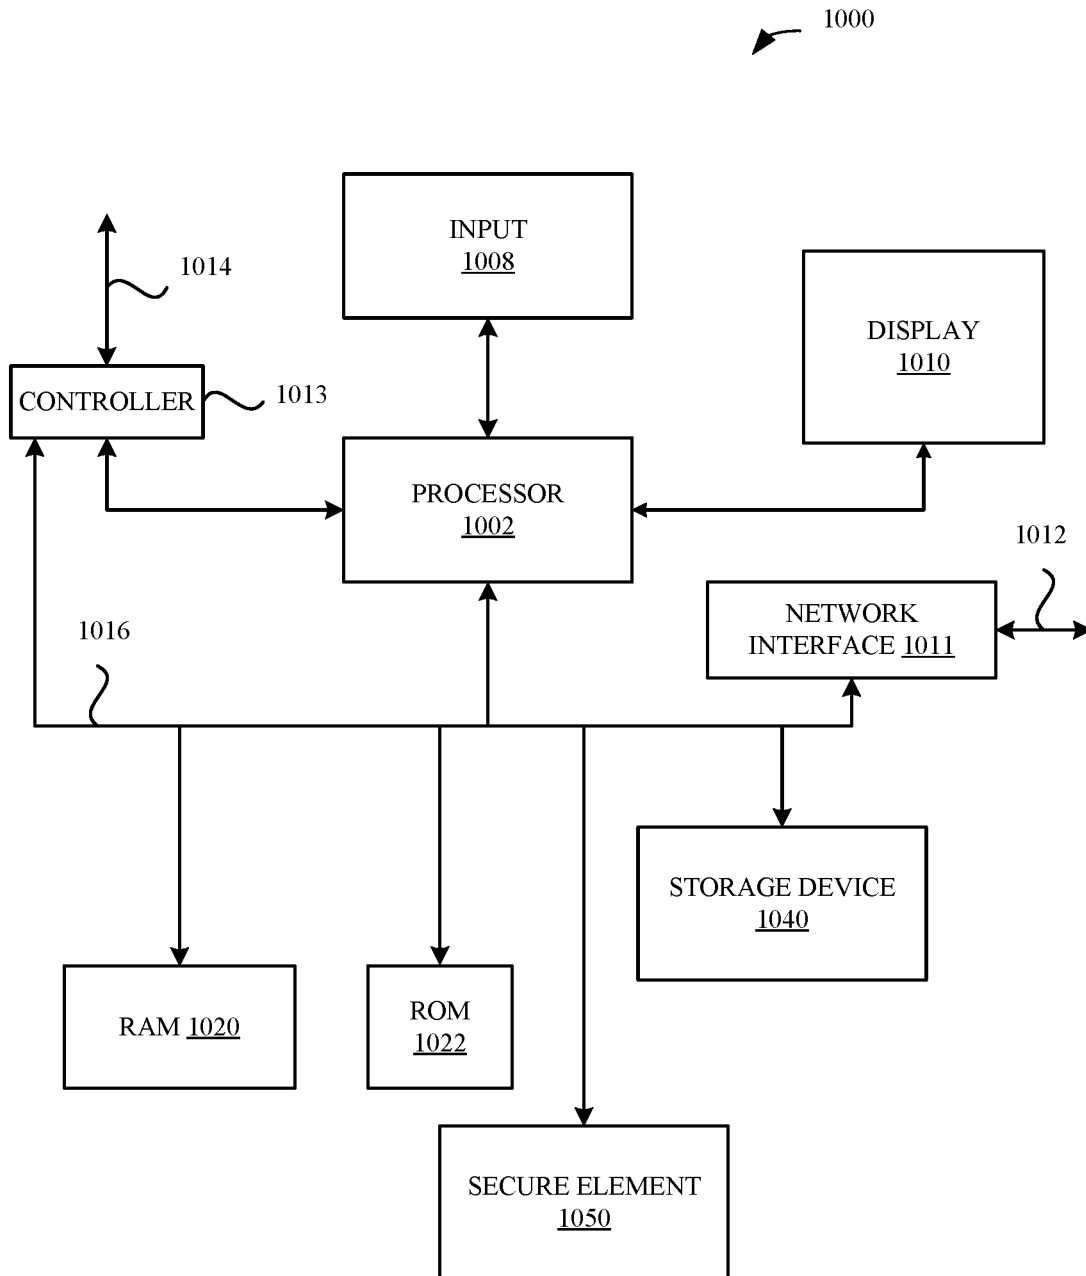 1000
INPUT
1008
1014
DISPLAY
1010
CONTROLLER
1013
PROCESSOR
1002
1012
NETWORK
INTERFACE 1011
1016
STORAGE DEVICE
1040
RAM 1020
ROM
1022
SECURE ELEMENT
1050